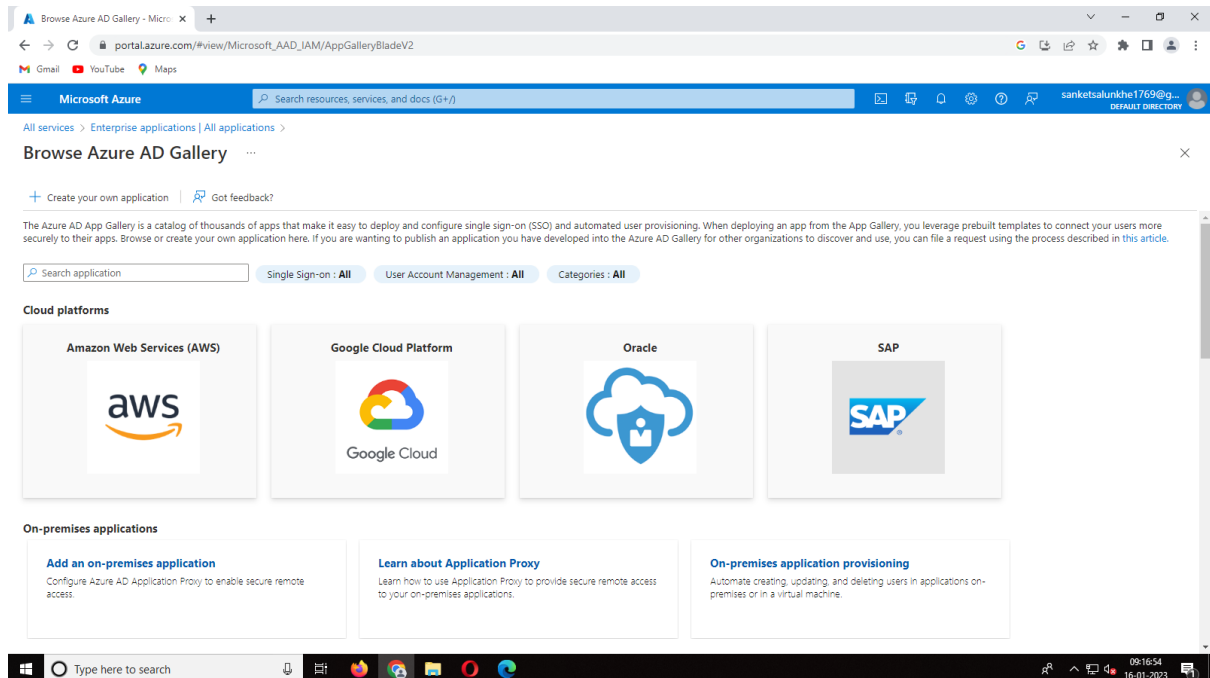 Browse Azure AD Gallery - Micro
portal.azure.com/#view/Microsoft_AAD_IAM/AppGalleryBladeV2
Gmail YouTube Maps
Microsoft Azure
Search resources, services, and docs (G+/)
sanketsalunkhe1769@g...
DEFAULT DIRECTORY
All services > Enterprise applications | All applications >
Browse Azure AD Gallery ...
+ Create your own application
Got feedback?
The Azure AD App Gallery is a catalog of thousands of apps that make it easy to deploy and configure single sign-on (SSO) and automated user provisioning. When deploying an app from the App Gallery, you leverage prebuilt templates to connect your users more
securely to their apps. Browse or create your own application here. If you are wanting to publish an application you have developed into the Azure AD Gallery for other organizations to discover and use, you can file a request using the process described in this article.
Search application
Single Sign-on : All
User Account Management : All
Categories : All
Cloud platforms
Amazon Web Services (AWS)
aws
Google Cloud Platform
Google Cloud
Oracle
SAP
SAP
On-premises applications
Add an on-premises application
Configure Azure AD Application Proxy to enable secure remote
access.
Learn about Application Proxy
Learn how to use Application Proxy to provide secure remote access
to your on-premises applications.
On-premises application provisioning
Automate creating, updating, and deleting users in applications on-
premises or in a virtual machine.
Type here to search
09:16:54
16-01-2023